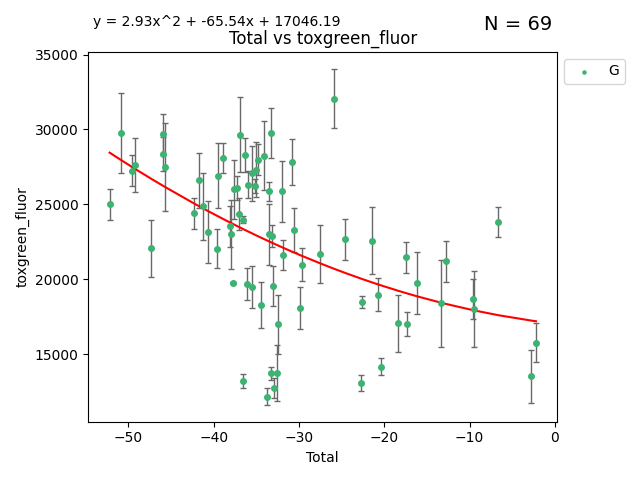 y = 2.93x^2 + -65.54x + 17046.19
N = 69
Total vs toxgreen_fluor
G
toxgreen_fluor
35000
30000
25000
20000
15000
−50 −40 −30 −20 −10 0
Total